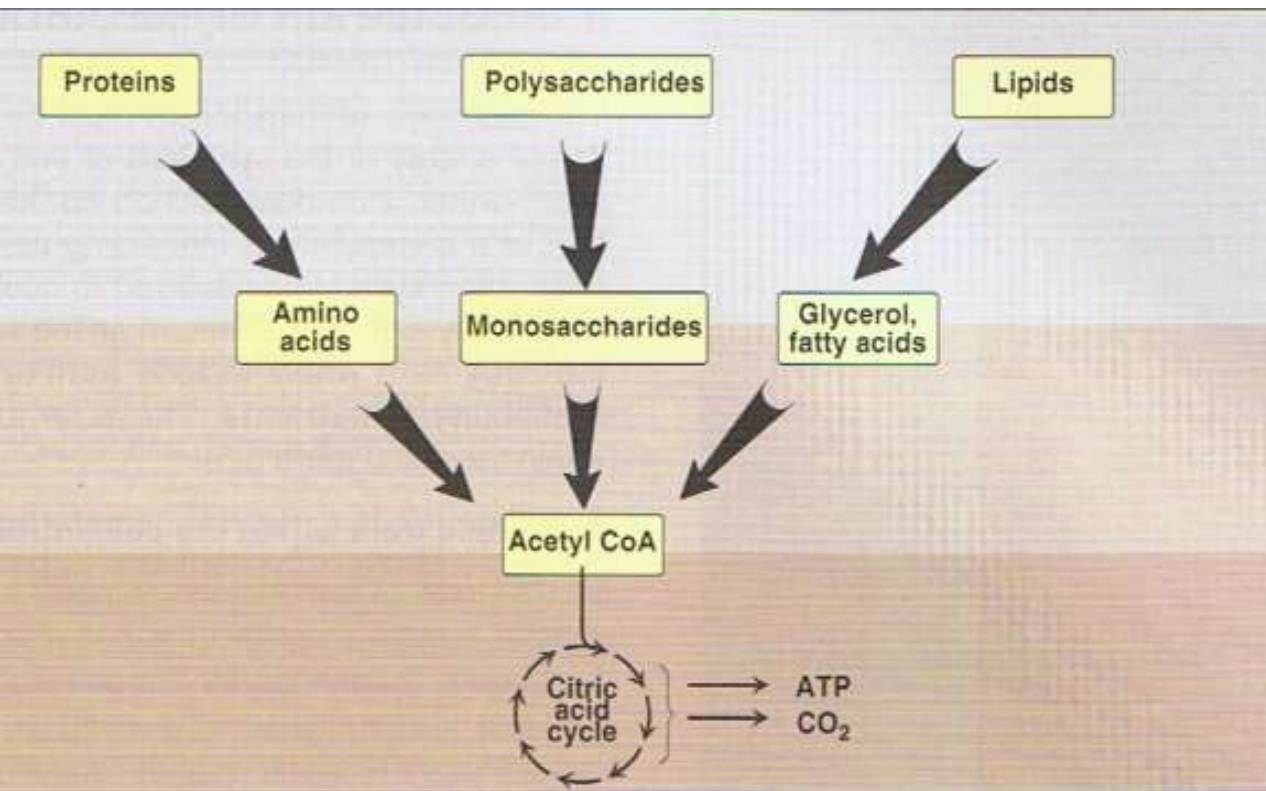 Proteins
Polysaccharides
Lipids
Amino
acids
Monosaccharides
Glycerol,
fatty acids
Acetyl CoA
Citric
acid
cycle
ATP
CO₂